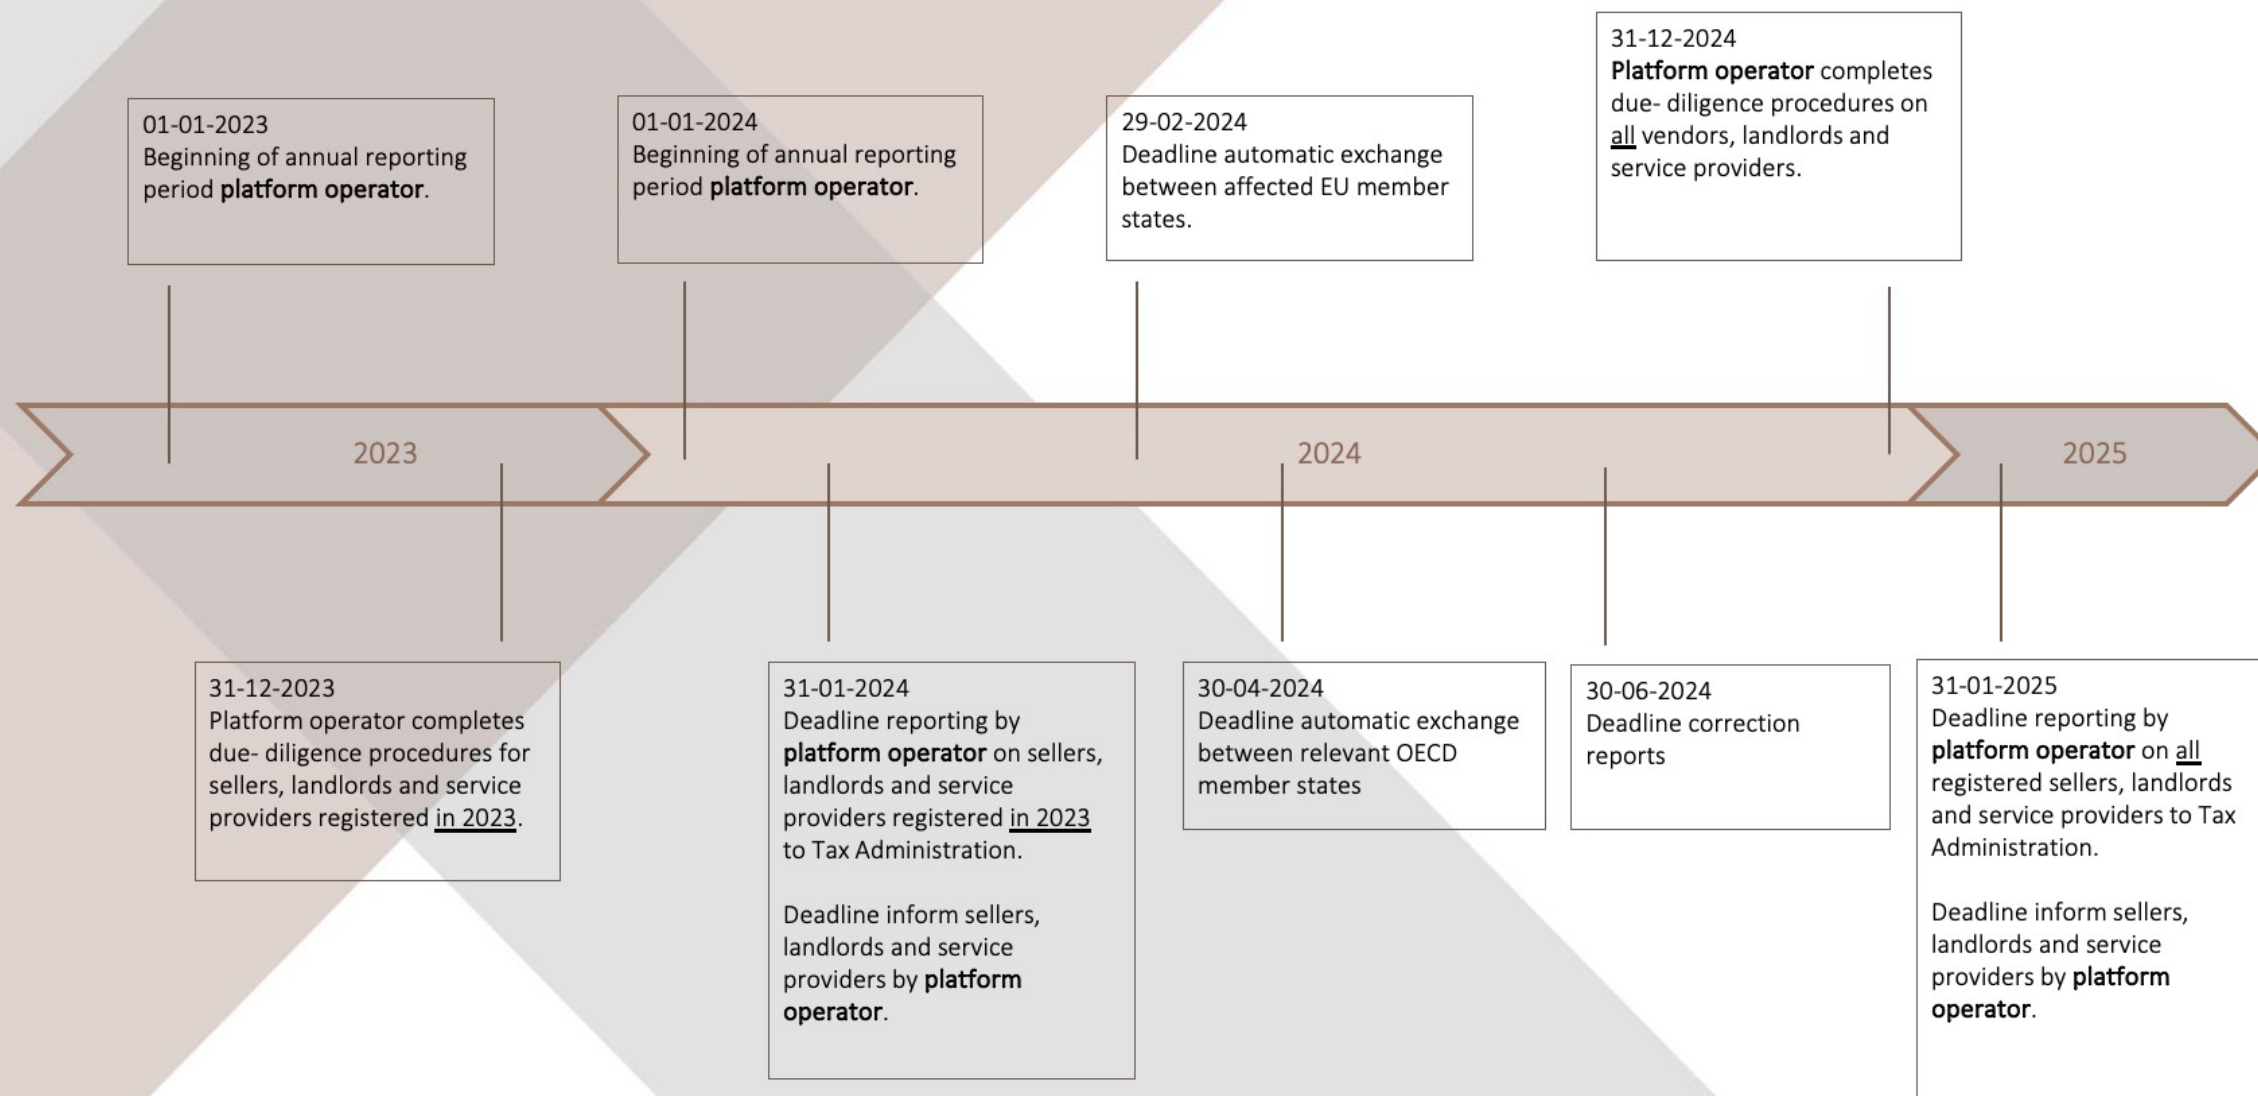 01-01-2023
Beginning of annual reporting
period platform operator.
01-01-2024
Beginning of annual reporting
period platform operator.
29-02-2024
Deadline automatic exchange
between affected EU member
states.
31-12-2024
Platform operator completes
due- diligence procedures on
all vendors, landlords and
service providers.
2023
2024
2025
31-12-2023
Platform operator completes
due- diligence procedures for
sellers, landlords and service
providers registered in 2023.
31-01-2024
Deadline reporting by
platform operator on sellers,
landlords and service
providers registered in 2023
to Tax Administration.
Deadline inform sellers,
landlords and service
providers by platform
operator.
30-04-2024
Deadline automatic exchange
between relevant OECD
member states
30-06-2024
Deadline correction
reports
31-01-2025
Deadline reporting by
platform operator on all
registered sellers, landlords
and service providers to Tax
Administration.
Deadline inform sellers,
landlords and service
providers by platform
operator.